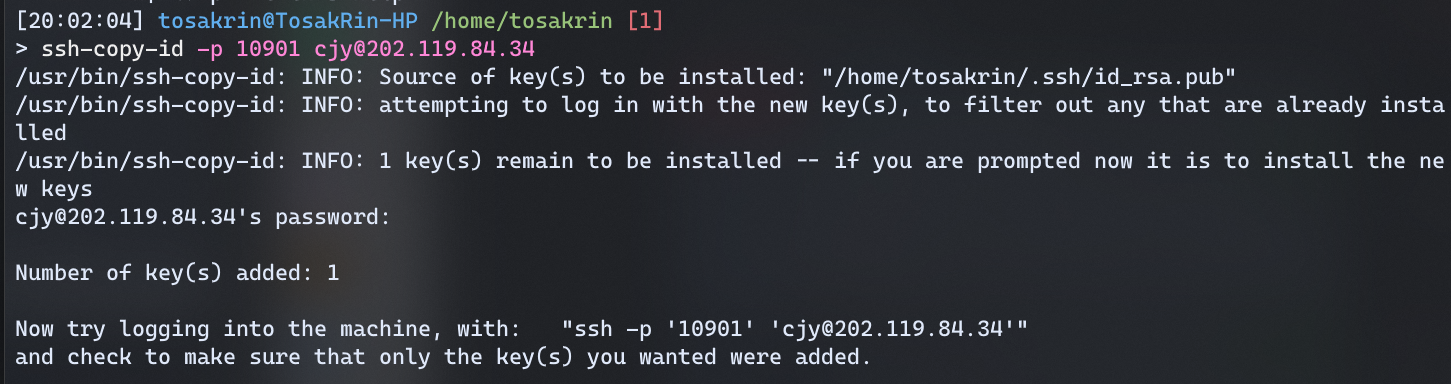 [20:02:04] tosakrin@TosakRin-HP /home/tosakrin [1]
> ssh-copy-id -p 10901 cjy@202.119.84.34
/usr/bin/ssh-copy-id: INFO: Source of key(s) to be installed: "/home/tosakrin/.ssh/id_rsa.pub"
/usr/bin/ssh-copy-id: INFO: attempting to log in with the new key(s), to filter out any that are already insta
lled
/usr/bin/ssh-copy-id: INFO: 1 key(s) remain to be installed -- if you are prompted now it is to install the ne
w keys
cjy@202.119.84.34's password:
Number of key(s) added: 1
Now try logging into the machine, with:   "ssh -p '10901' 'cjy@202.119.84.34'"
and check to make sure that only the key(s) you wanted were added.